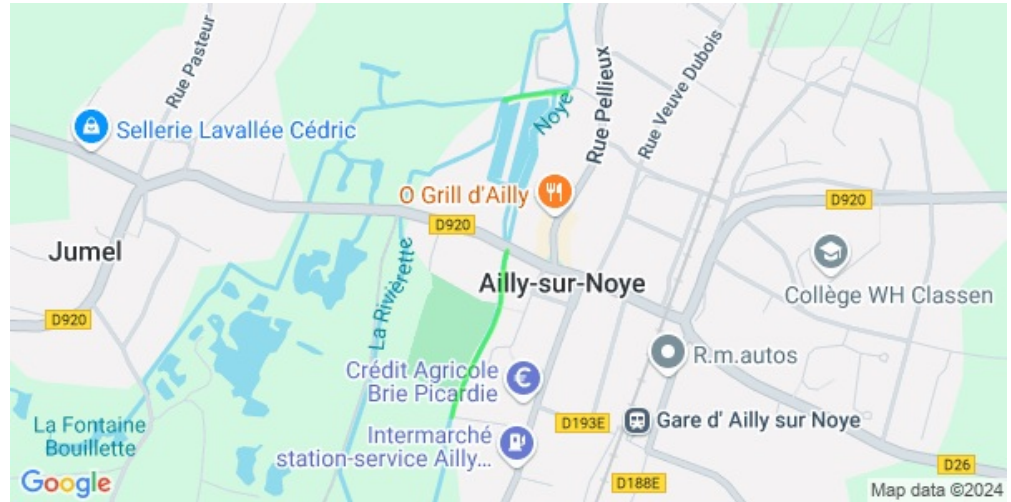 Rue Pasteur
Sellerie Lavallée Cédric
Noye
Rue Pellieux
Rue Veuve Dubois
O Grill d'Ailly
D920
D920
Jumel
La Rivièrette
Ailly-sur-Noye
Collège WH Classen
D920
R.m.autos
Crédit Agricole
Brie Picardie
La Fontaine
Bouillette
Intermarché
station-service Ailly...
D193E
Gare d' Ailly sur Noye
D188E
D26
Google
Map data ©2024